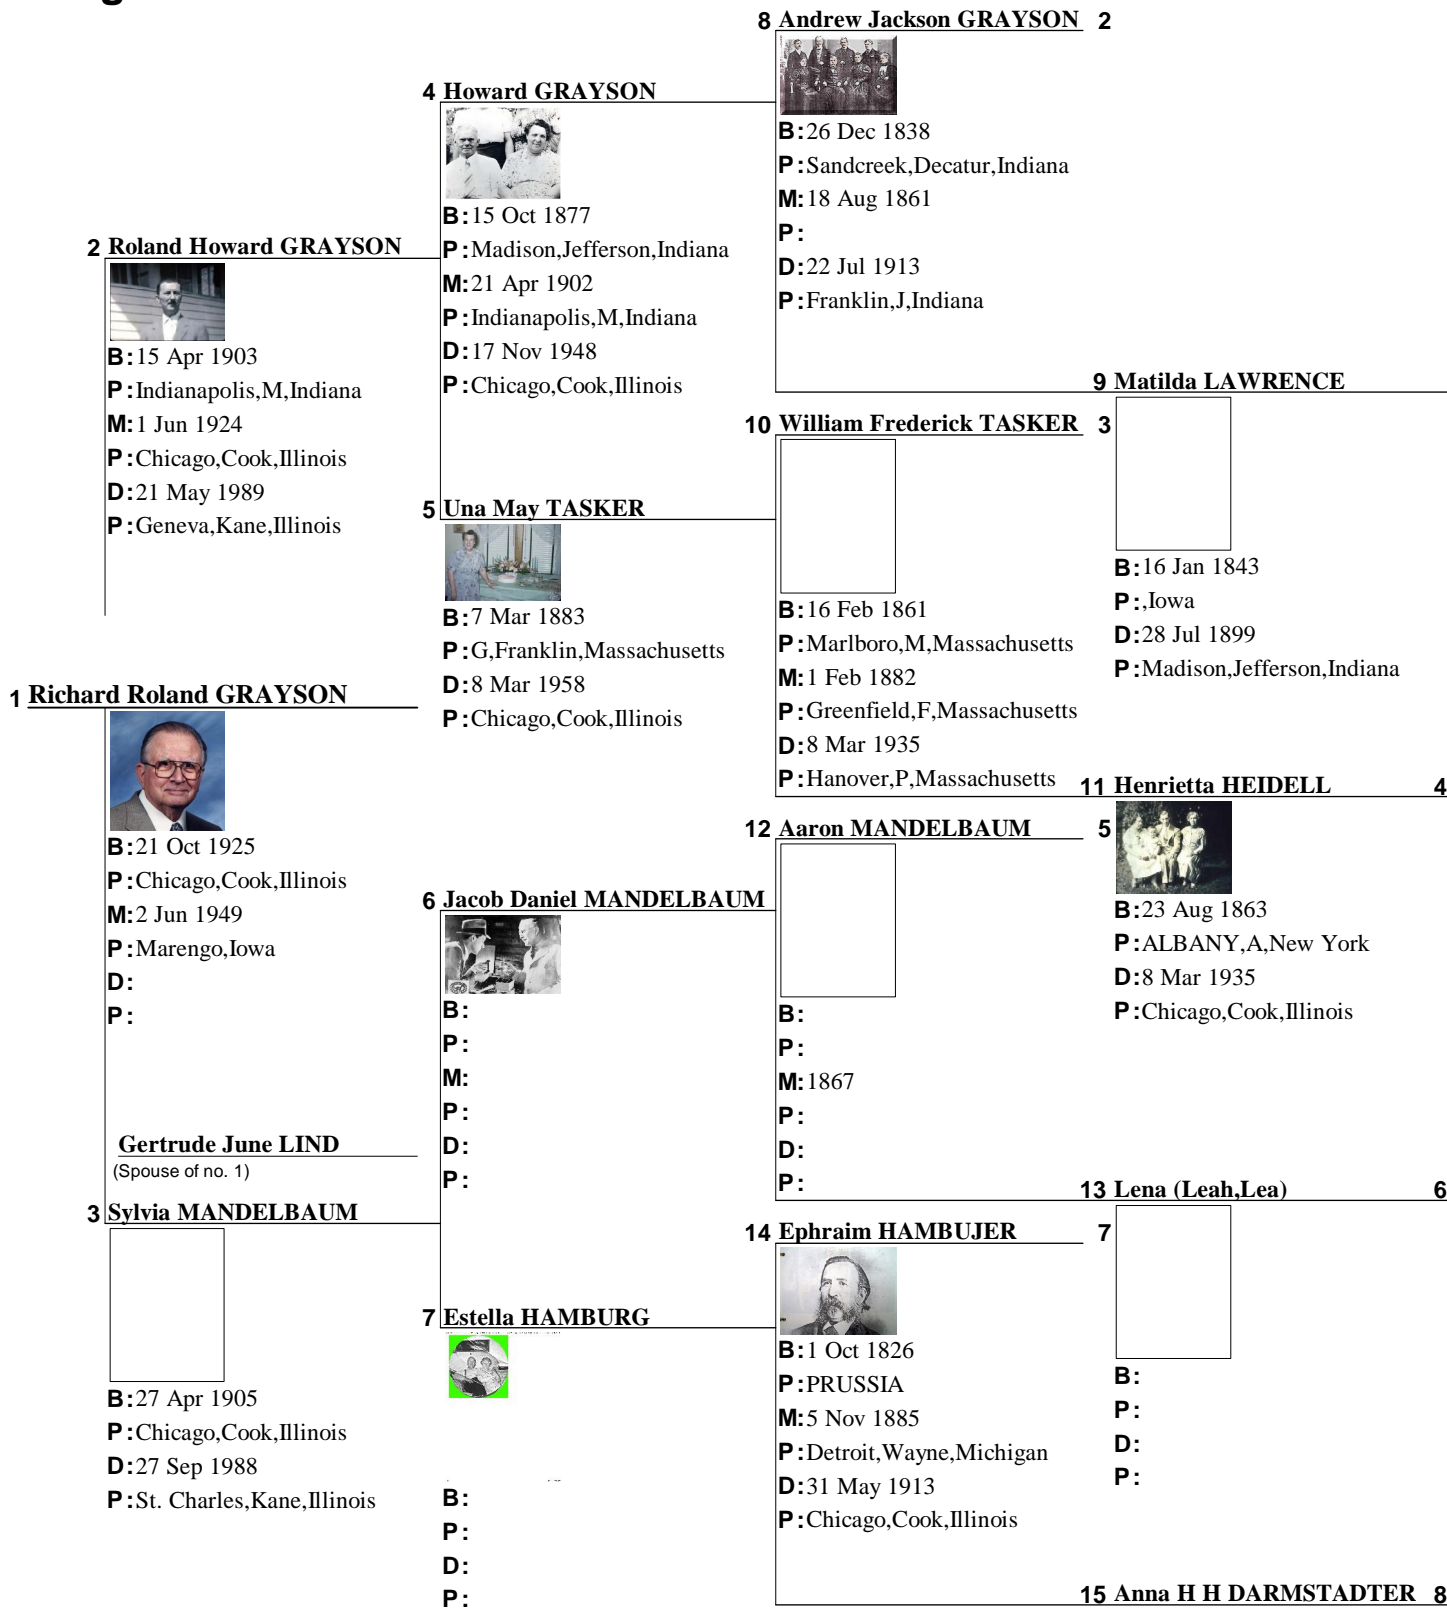 8 Andrew Jackson GRAYSON 2
B:26 Dec 1838
P:Sandcreek,Decatur,Indiana
M:18 Aug 1861
P:
D:22 Jul 1913
P:Franklin,J,Indiana
4 Howard GRAYSON
B:15 Oct 1877
P:Madison,Jefferson,Indiana
M:21 Apr 1902
P:Indianapolis,M,Indiana
D:17 Nov 1948
P:Chicago,Cook,Illinois
2 Roland Howard GRAYSON
B:15 Apr 1903
P:Indianapolis,M,Indiana
M:1 Jun 1924
P:Chicago,Cook,Illinois
D:21 May 1989
P:Geneva,Kane,Illinois
9 Matilda LAWRENCE
B:16 Jan 1843
P:,Iowa
D:28 Jul 1899
P:Madison,Jefferson,Indiana
10 William Frederick TASKER 3
B:16 Feb 1861
P:Marlboro,M,Massachusetts
M:1 Feb 1882
P:Greenfield,F,Massachusetts
D:8 Mar 1935
P:Hanover,P,Massachusetts
5 Una May TASKER
B:7 Mar 1883
P:G,Franklin,Massachusetts
D:8 Mar 1958
P:Chicago,Cook,Illinois
1 Richard Roland GRAYSON
B:21 Oct 1925
P:Chicago,Cook,Illinois
M:2 Jun 1949
P:Marengo,Iowa
D:
P:
11 Henrietta HEIDELL 4
B:23 Aug 1863
P:ALBANY,A,New York
D:8 Mar 1935
P:Chicago,Cook,Illinois
12 Aaron MANDELBAUM 5
B:
P:
M:1867
P:
D:
P:
6 Jacob Daniel MANDELBAUM
B:
P:
M:
P:
D:
P:
Gertrude June LIND
(Spouse of no. 1)
3 Sylvia MANDELBAUM
B:27 Apr 1905
P:Chicago,Cook,Illinois
D:27 Sep 1988
P:St. Charles,Kane,Illinois
13 Lena (Leah,Lea) 6
B:
P:
D:
P:
14 Ephraim HAMBUJER 7
B:1 Oct 1826
P:PRUSSIA
M:5 Nov 1885
P:Detroit,Wayne,Michigan
D:31 May 1913
P:Chicago,Cook,Illinois
7 Estella HAMBURG
B:
P:
D:
P:
15 Anna H H DARMSTADTER 8